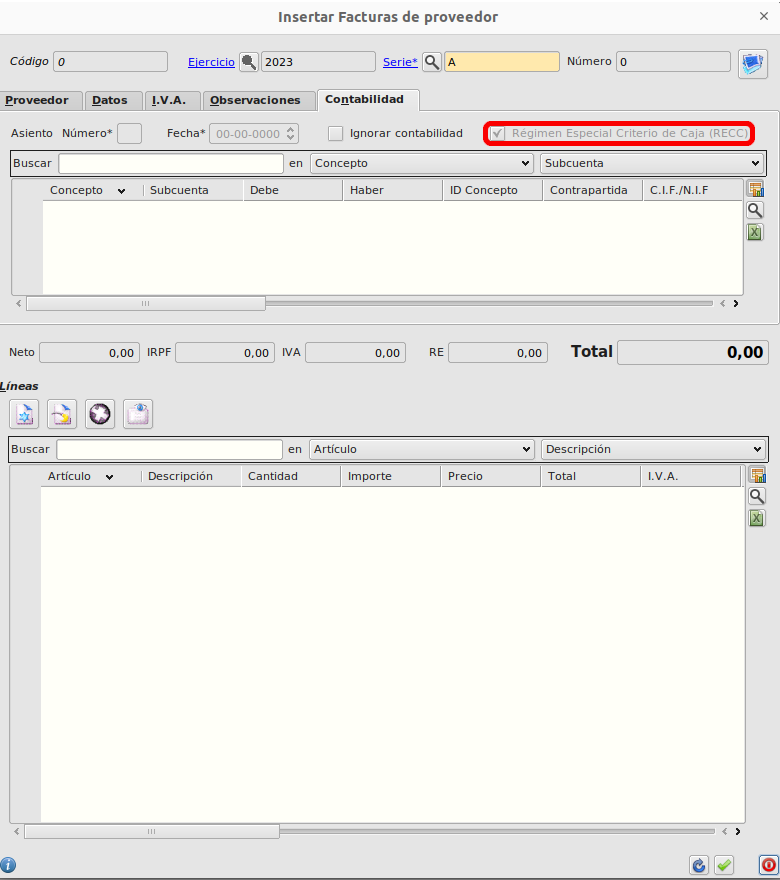 Insertar Facturas de proveedor
Código 0 Ejercicio 2023 Serie* A Número 0
Proveedor Datos I.V.A. Observaciones Contabilidad
Asiento Número* Fecha* 00-00-0000 Ignorar contabilidad Régimen Especial Criterio de Caja (RECC)
Buscar en Concepto Subcuenta
Concepto Subcuenta Debe Haber ID Concepto Contrapartida C.I.F./N.I.F
Neto 0,00 IRPF 0,00 IVA 0,00 RE 0,00 Total 0,00
Líneas
Buscar en Artículo Descripción
Artículo Descripción Cantidad Importe Precio Total I.V.A.